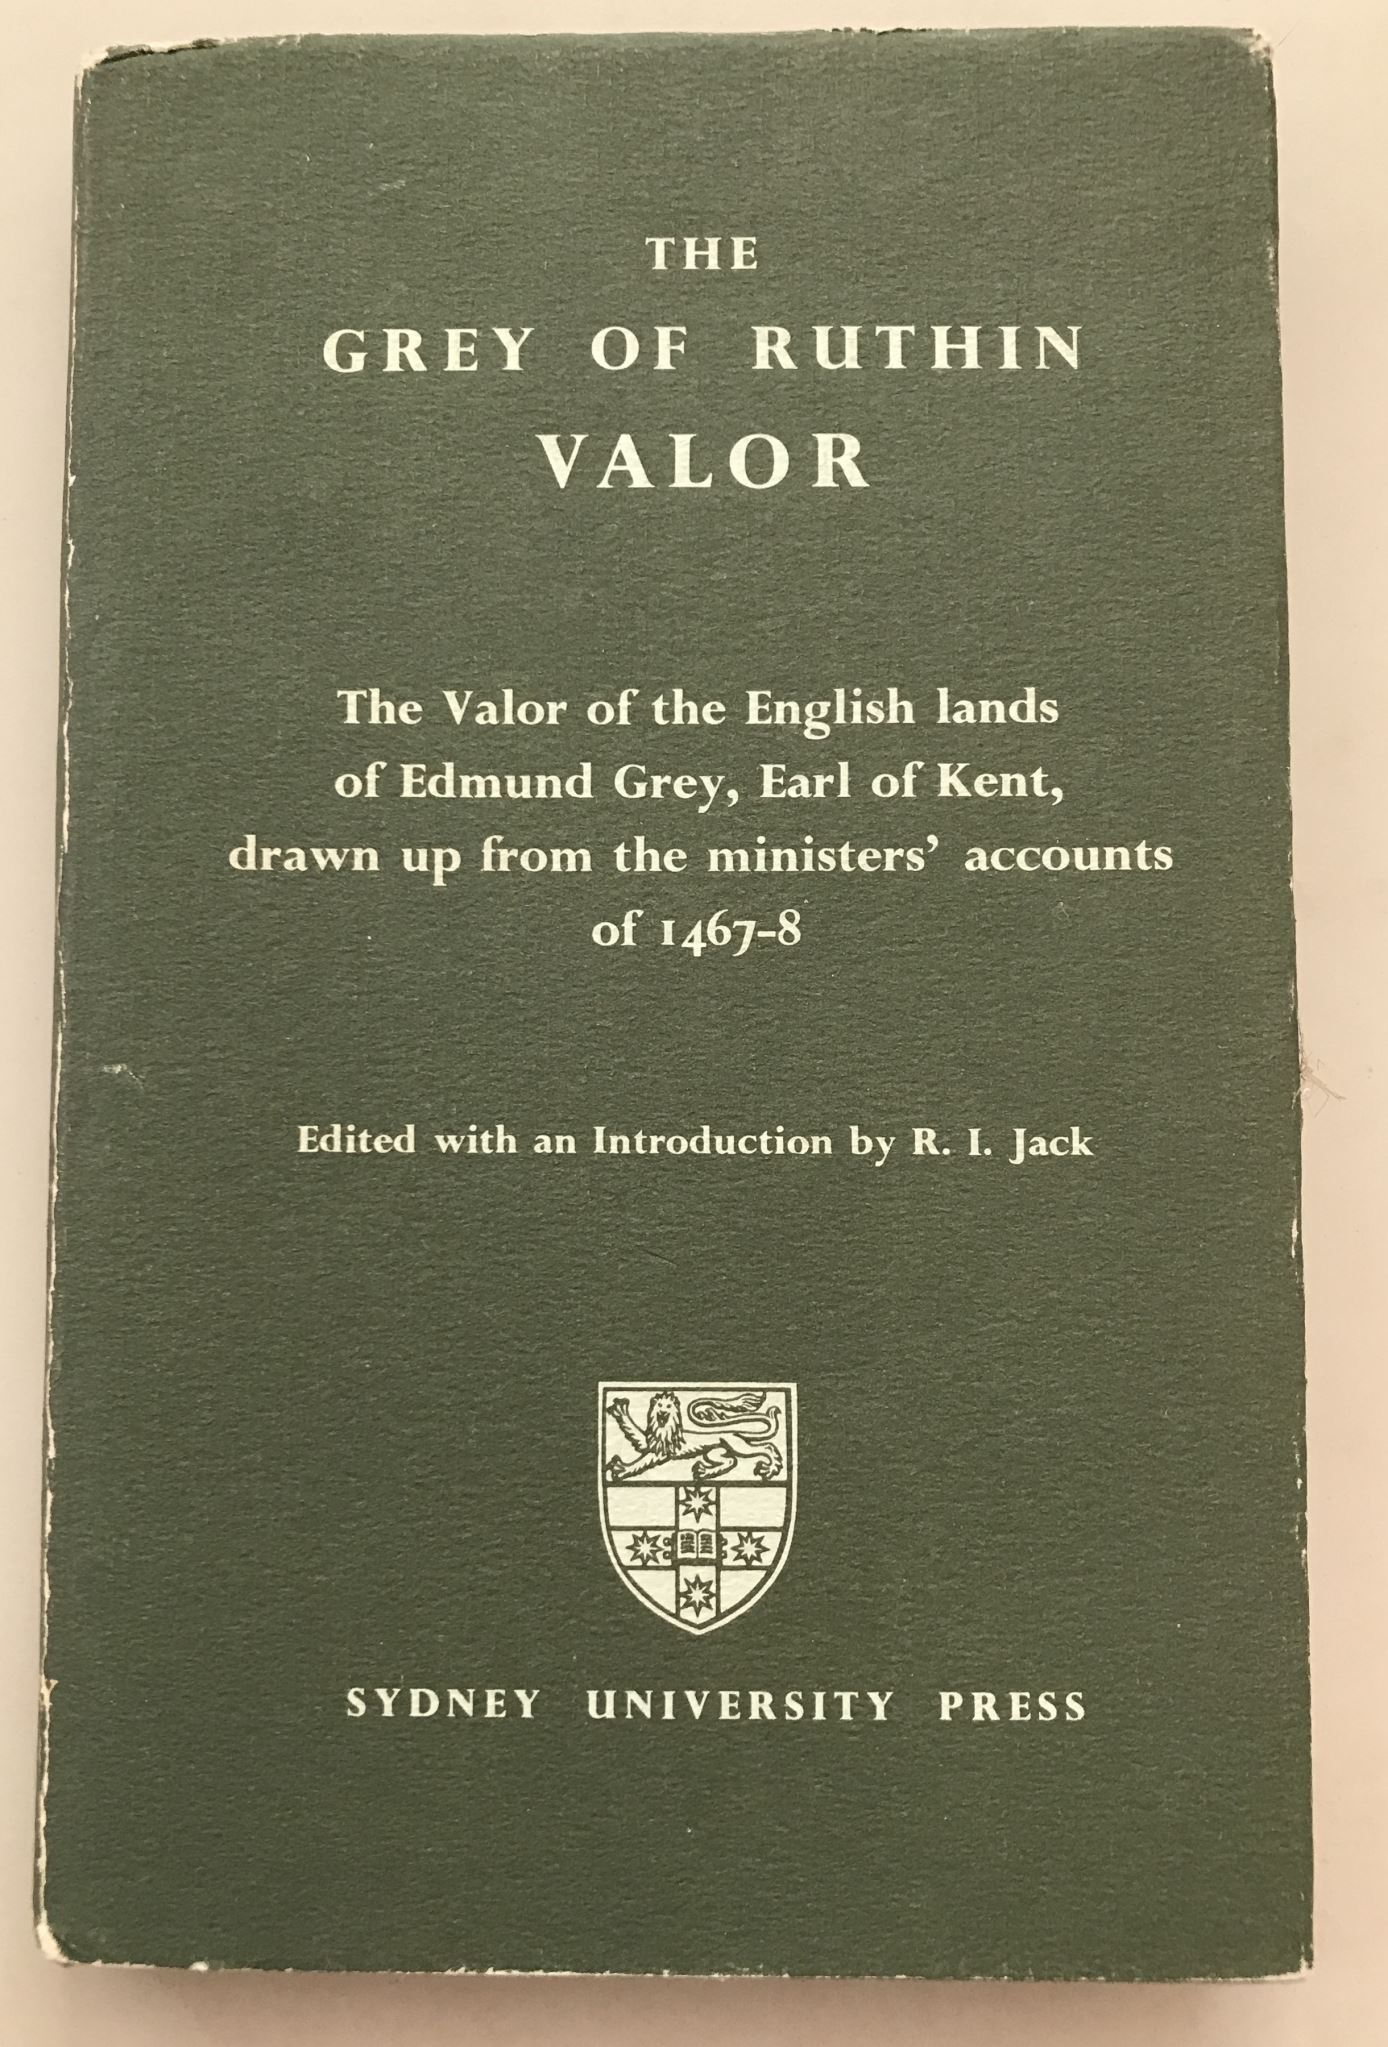 THE
GREY OF RUTHIN
VALOR
The Valor of the English lands
of Edmund Grey, Earl of Kent,
drawn up from the ministers’ accounts
of 1467–8
Edited with an Introduction by R. I. Jack
SYDNEY UNIVERSITY PRESS